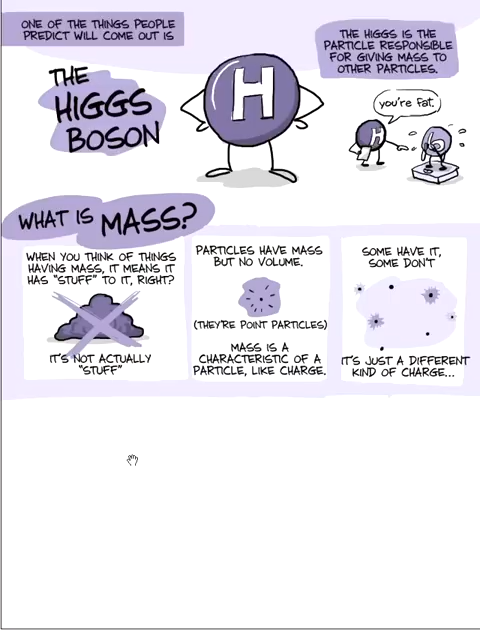 ONE OF THE THINGS PEOPLE
PREDICT WILL COME OUT IS
THE
HIGGS
BOSON
H
THE HIGGS IS THE
PARTICLE RESPONSIBLE
FOR GIVING MASS TO
OTHER PARTICLES.
you're fat.
H
WHAT IS MASS?
WHEN YOU THINK OF THINGS
HAVING MASS, IT MEANS IT
HAS "STUFF" TO IT, RIGHT?
IT'S NOT ACTUALLY
"STUFF"
PARTICLES HAVE MASS
BUT NO VOLUME.
(THEY'RE POINT PARTICLES)
MASS IS A
CHARACTERISTIC OF A
PARTICLE, LIKE CHARGE.
SOME HAVE IT,
SOME DON'T
IT'S JUST A DIFFERENT
KIND OF CHARGE...